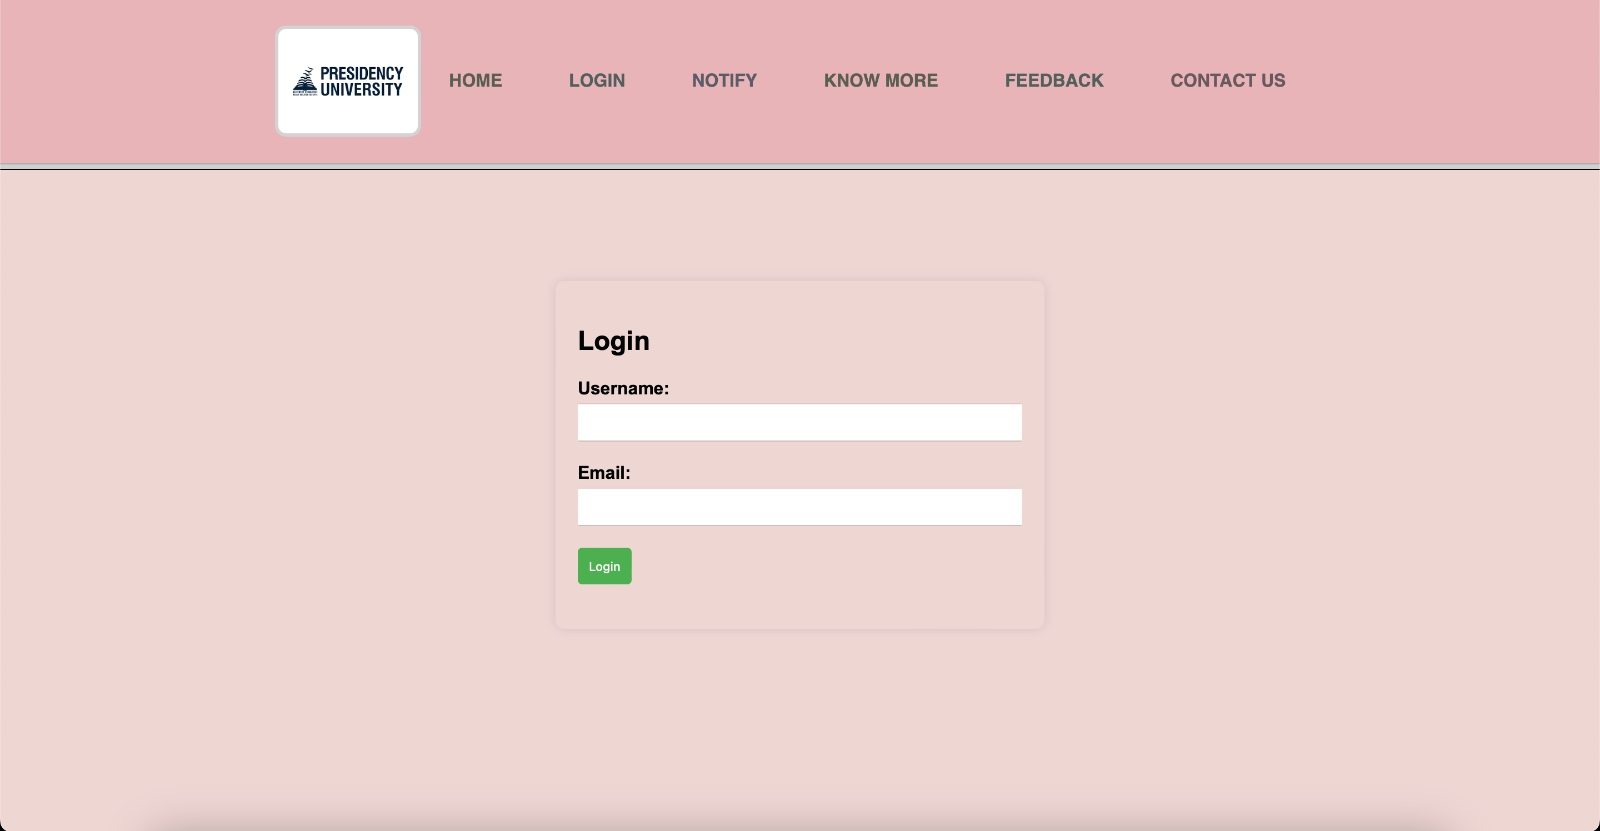 PRESIDENCY
UNIVERSITY
HOME LOGIN NOTIFY KNOW MORE FEEDBACK CONTACT US
Login
Username:
Email:
Login